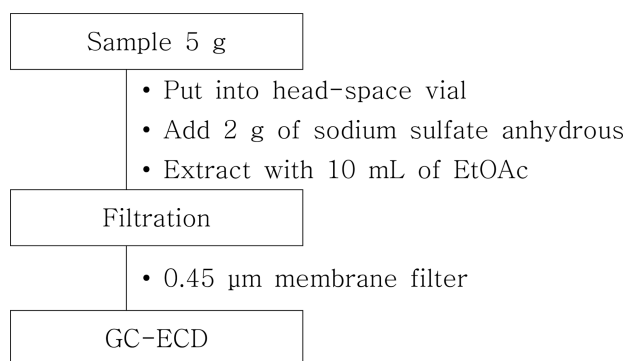 Sample 5 g
• Put into head-space vial
• Add 2 g of sodium sulfate anhydrous
• Extract with 10 mL of EtOAc
Filtration
• 0.45 μm membrane filter
GC-ECD